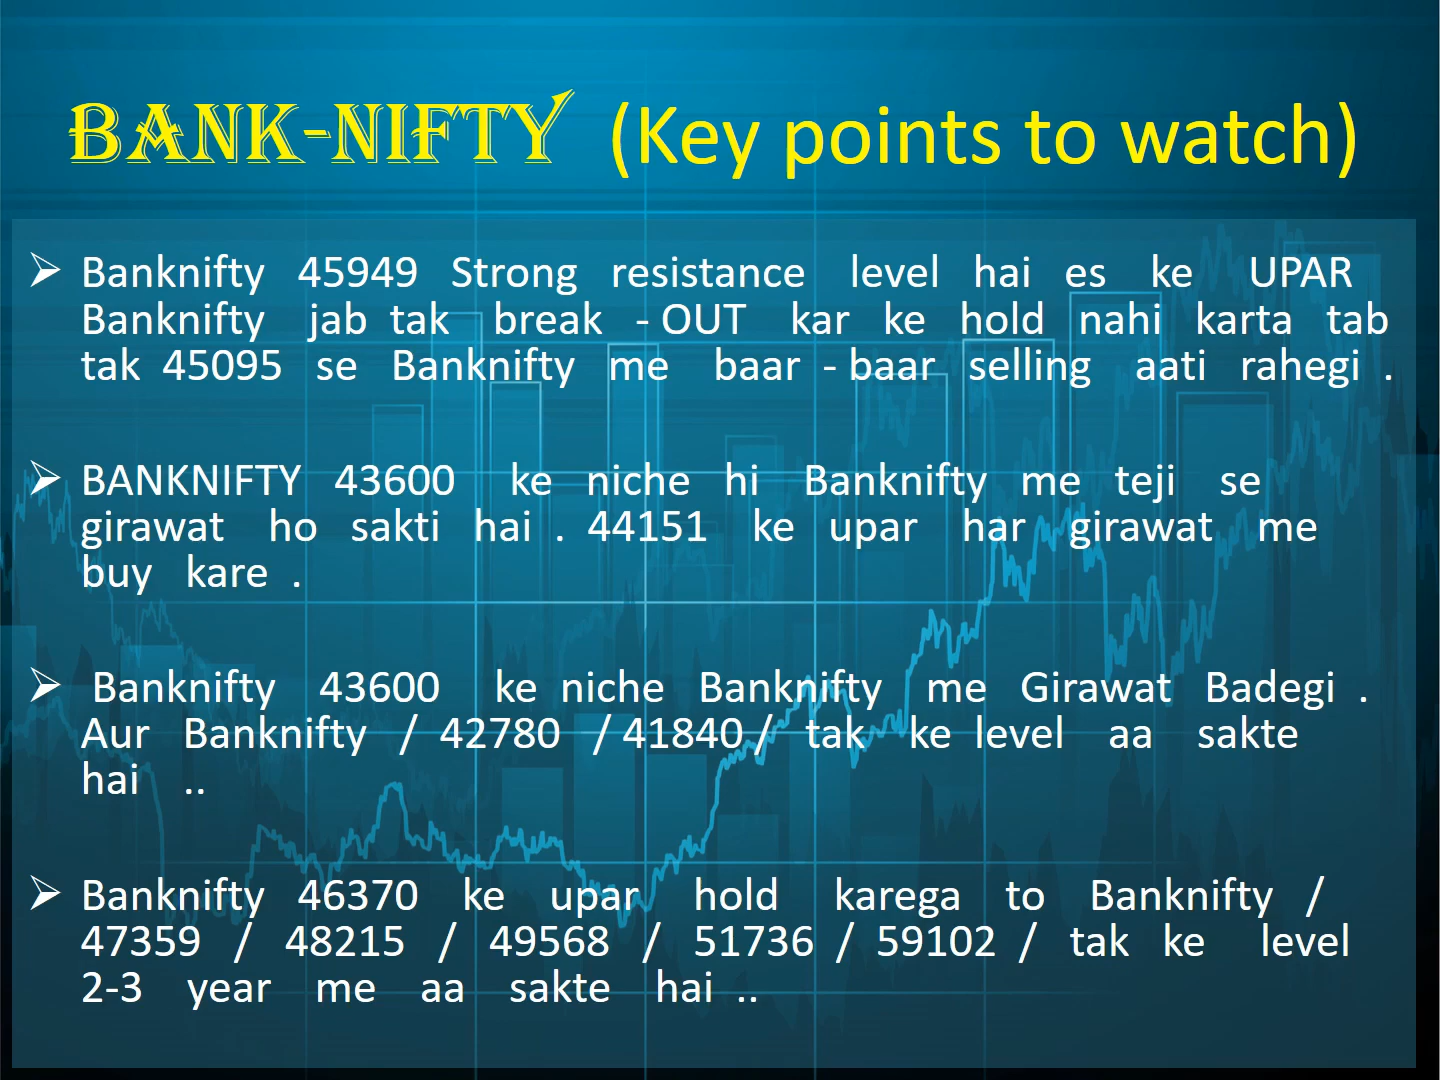 BANK-NIFTY (Key points to watch)
➢ Banknifty 45949 Strong resistance level hai es ke UPAR
Banknifty jab tak break - OUT kar ke hold nahi karta tab
tak 45095 se Banknifty me baar - baar selling aati rahegi .
➢ BANKNIFTY 43600 ke niche hi Banknifty me teji se
girawat ho sakti hai . 44151 ke upar har girawat me
buy kare .
➢ Banknifty 43600 ke niche Banknifty me Girawat Badegi .
Aur Banknifty / 42780 / 41840 / tak ke level aa sakte
hai ..
➢ Banknifty 46370 ke upar hold karega to Banknifty /
47359 / 48215 / 49568 / 51736 / 59102 / tak ke level
2-3 year me aa sakte hai ..